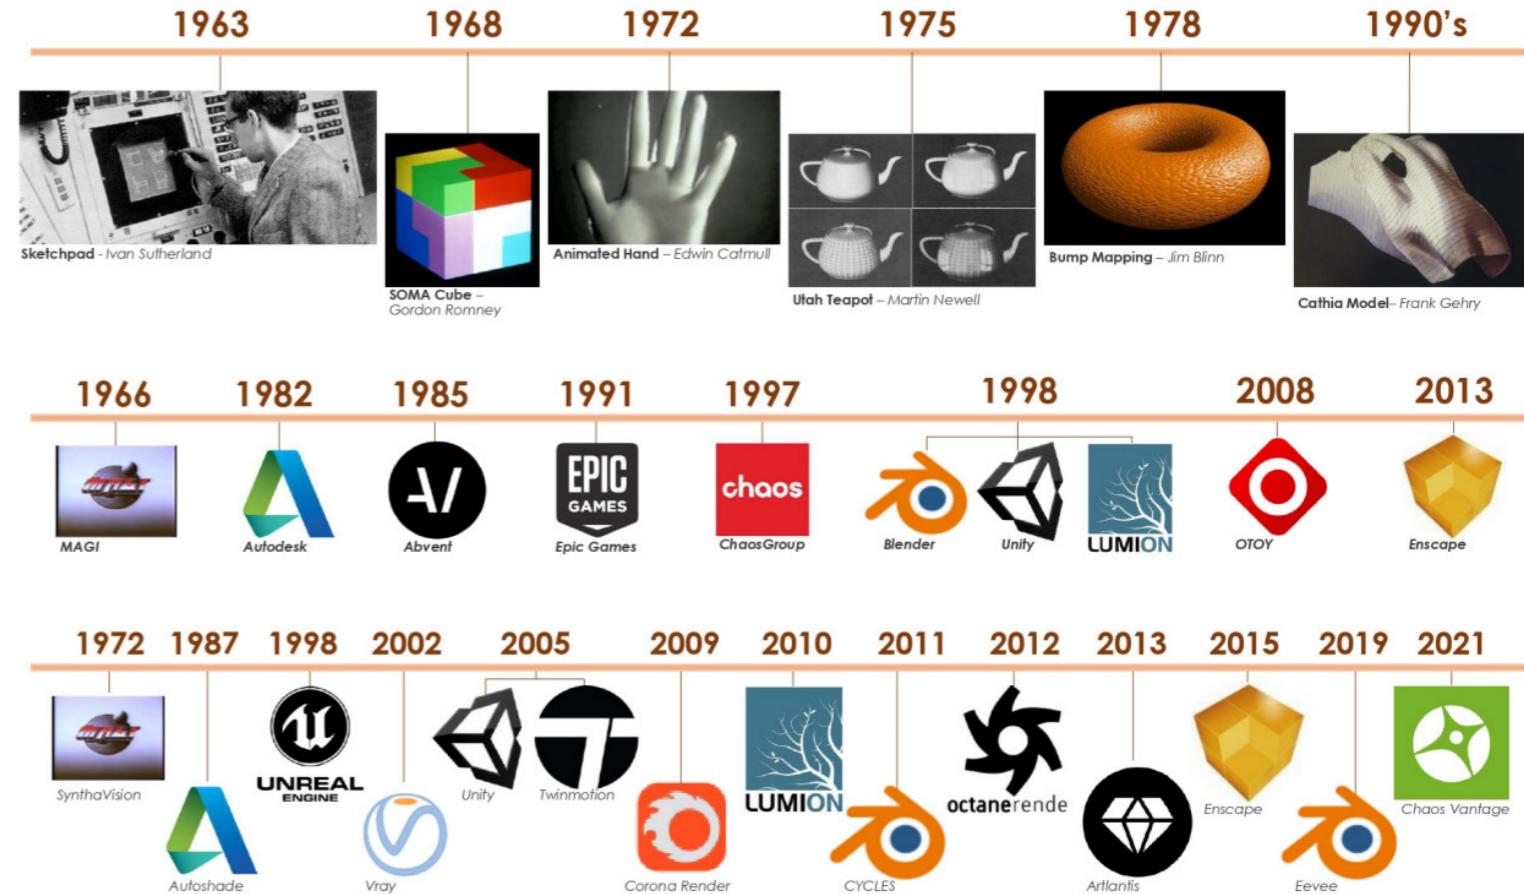 1963 1968 1972 1975 1978 1990's
Sketchpad - Ivan Sutherland
SOMA Cube –
Gordon Romney
Animated Hand – Edwin Catmull
Utah Teapot – Martin Newell
Bump Mapping – Jim Blinn
Cathia Model– Frank Gehry
1966 1982 1985 1991 1997 1998 2008 2013
MAGI
Autodesk
Abvent
EPIC
GAMES
Epic Games
chaos
ChaosGroup
Blender
Unity
LUMION
OTOY
Enscape
1972 1987 1998 2002 2005 2009 2010 2011 2012 2013 2015 2019 2021
SynthaVision
Autoshade
UNREAL
ENGINE
Vray
Unity
Twinmotion
Corona Render
LUMION
CYCLES
octanerende
Artlantis
Enscape
Eevee
Chaos Vantage